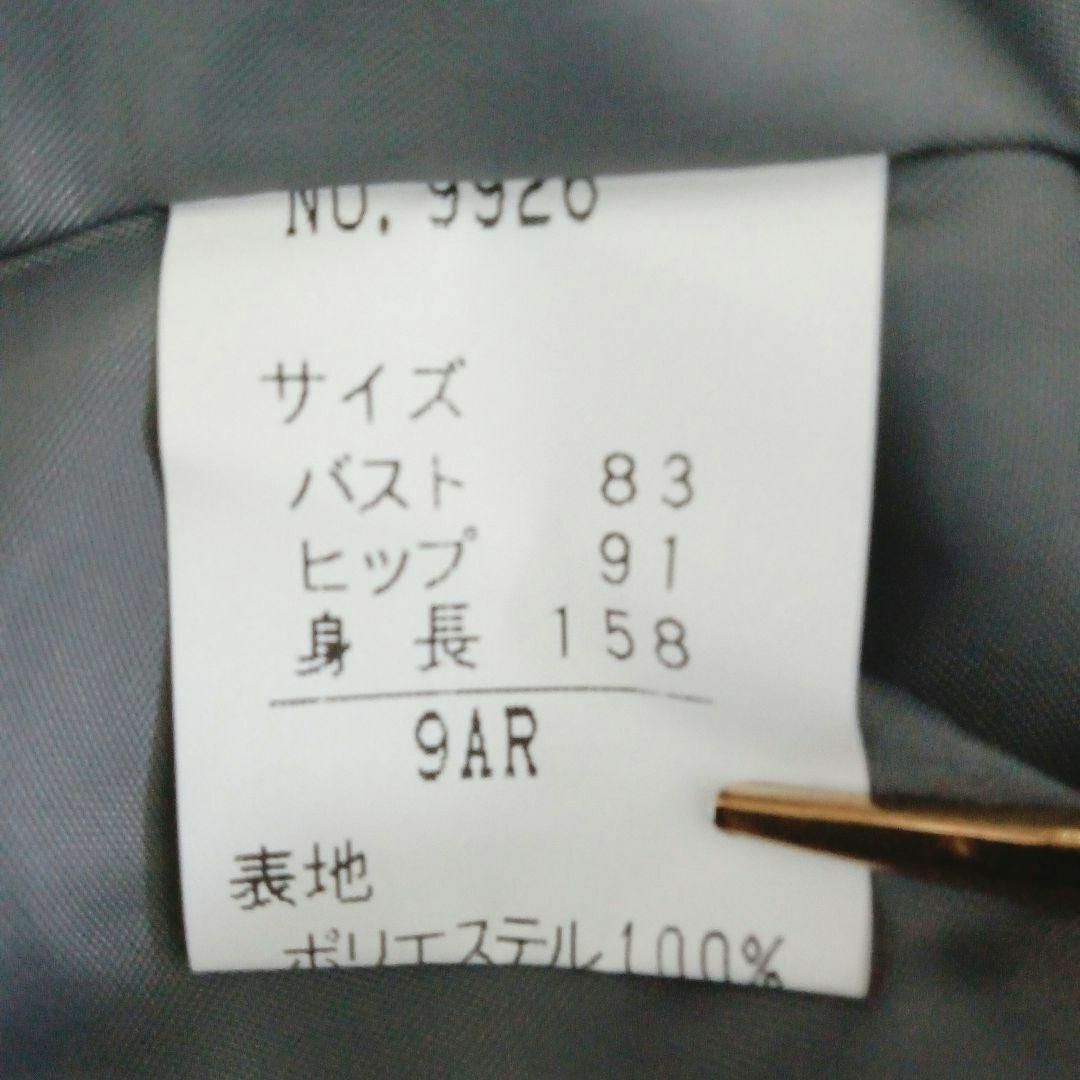 NO. 9926
サイズ
バスト 83
ヒップ 91
身長 158
9AR
表地
ポリエステル100%